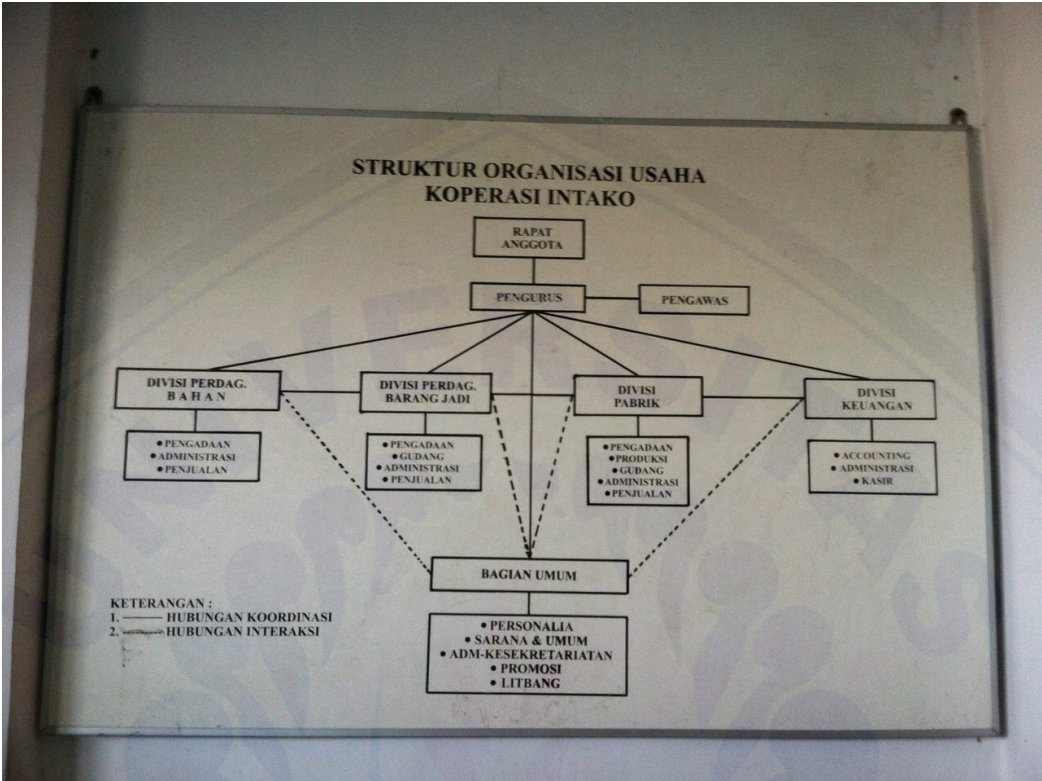 STRUKTUR ORGANISASI USAHA
KOPERASI INTAKO
RAPAT
ANGGOTA
PENGURUS
PENGAWAS
DIVISI PERDAG.
B A H A N
DIVISI PERDAG.
BARANG JADI
DIVISI
PABRIK
DIVISI
KEUANGAN
● PENGADAAN
● ADMINISTRASI
● PENJUALAN
● PENGADAAN
● GUDANG
● ADMINISTRASI
● PENJUALAN
● PENGADAAN
● PRODUKSI
● GUDANG
● ADMINISTRASI
● PENJUALAN
● ACCOUNTING
● ADMINISTRASI
● KASIR
BAGIAN UMUM
● PERSONALIA
● SARANA & UMUM
● ADM-KESEKRETARIATAN
● PROMOSI
● LITBANG
KETERANGAN :
1. ——— HUBUNGAN KOORDINASI
2. ——— HUBUNGAN INTERAKSI